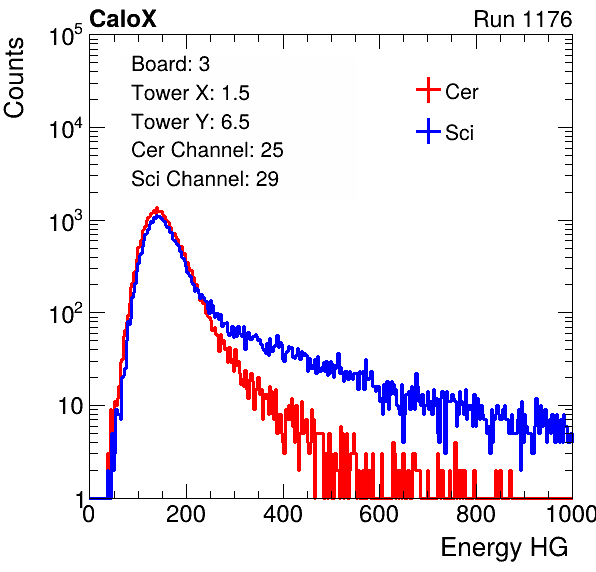 CaloX Run 1176
Counts
10^5
10^4
10^3
10^2
10
1
Board: 3
Tower X: 1.5
Tower Y: 6.5
Cer Channel: 25
Sci Channel: 29
Cer
Sci
0 200 400 600 800 1000
Energy HG